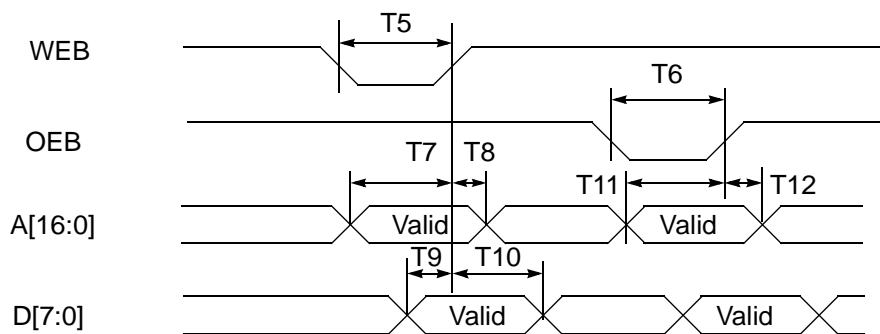 T5
WEB
T6
OEB
T7 T8
T11 T12
A[16:0] Valid Valid
T9 T10
D[7:0] Valid Valid